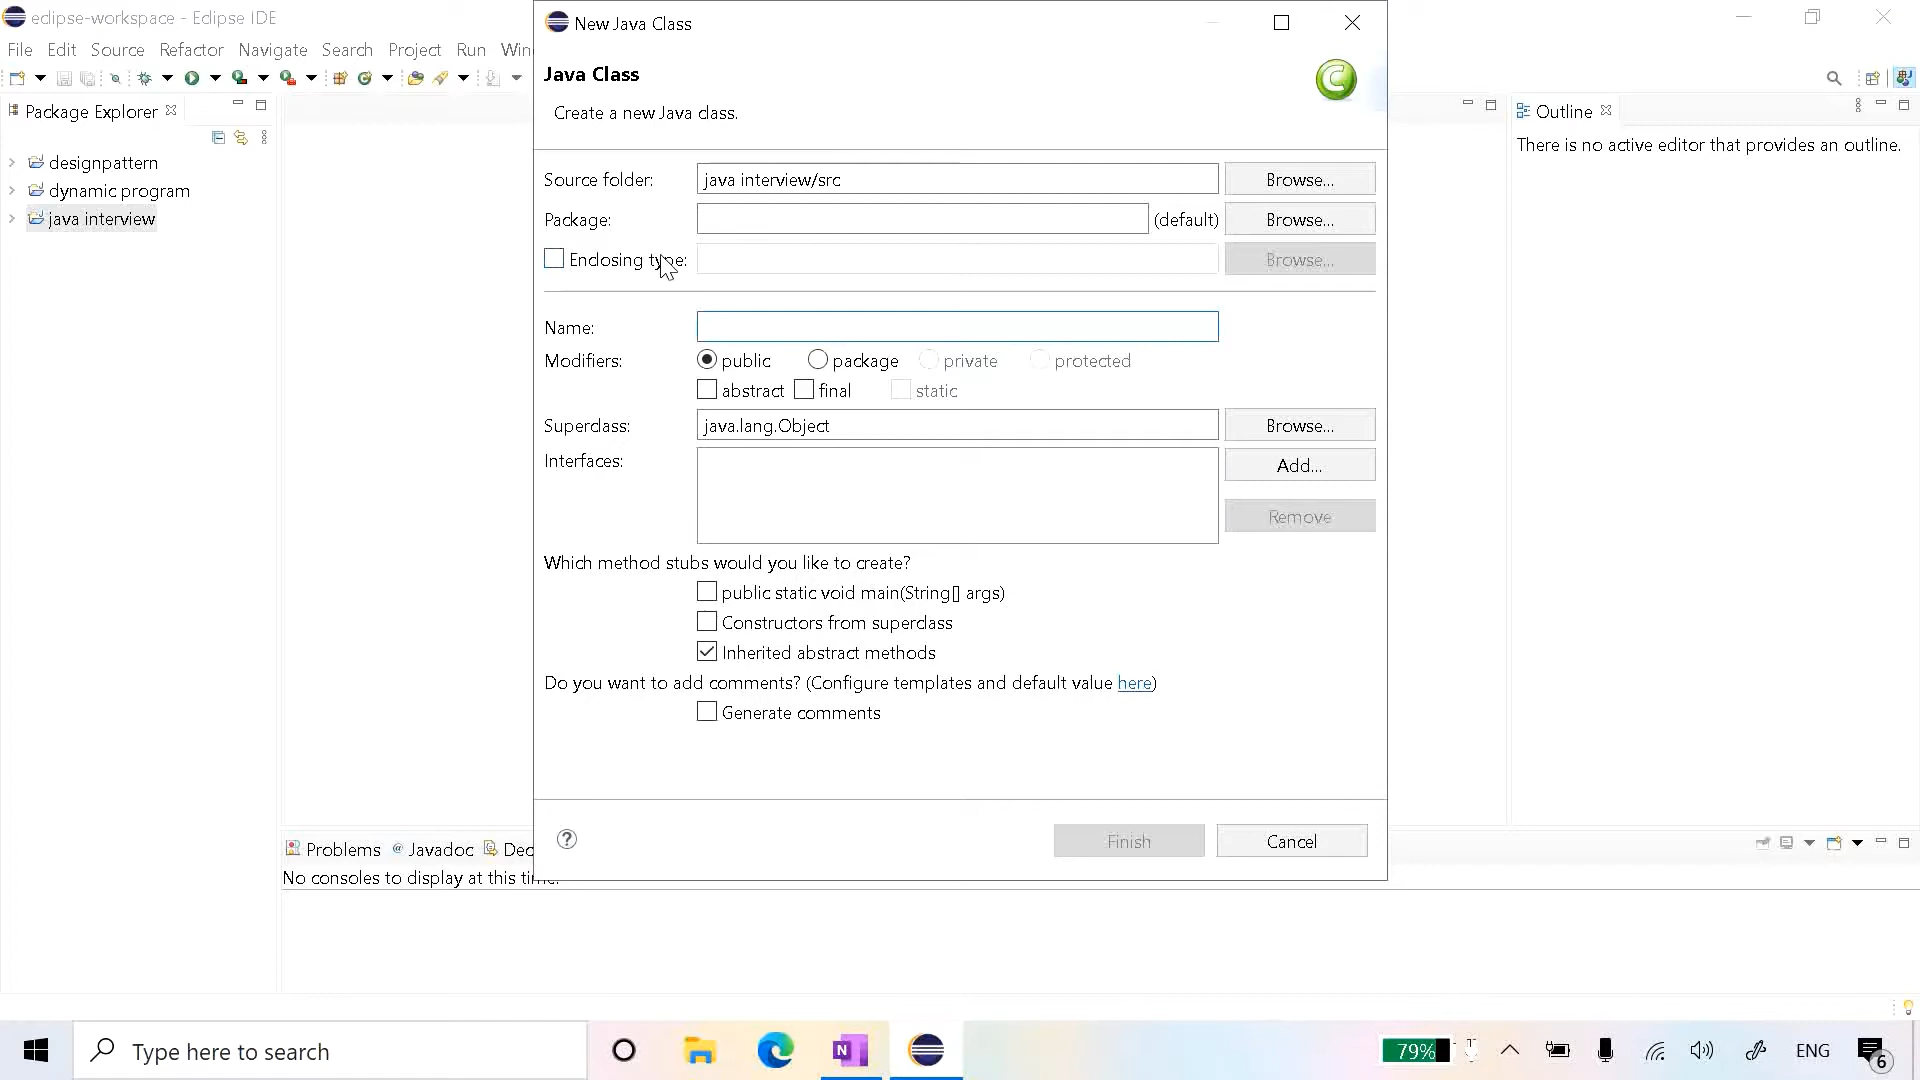 eclipse-workspace - Eclipse IDE
File Edit Source Refactor Navigate Search Project Run
Package Explorer
designpattern
dynamic program
java interview
New Java Class
Java Class
Create a new Java class.
Source folder: java interview/src Browse...
Package: (default) Browse...
Enclosing type: Browse...
Name:
Modifiers: public package private protected
abstract final static
Superclass: java.lang.Object Browse...
Interfaces: Add...
Remove
Which method stubs would you like to create?
public static void main(String[] args)
Constructors from superclass
Inherited abstract methods
Do you want to add comments? (Configure templates and default value here)
Generate comments
Finish Cancel
Outline
There is no active editor that provides an outline.
Problems @ Javadoc
No consoles to display at this time.
Type here to search
79% ENG 6